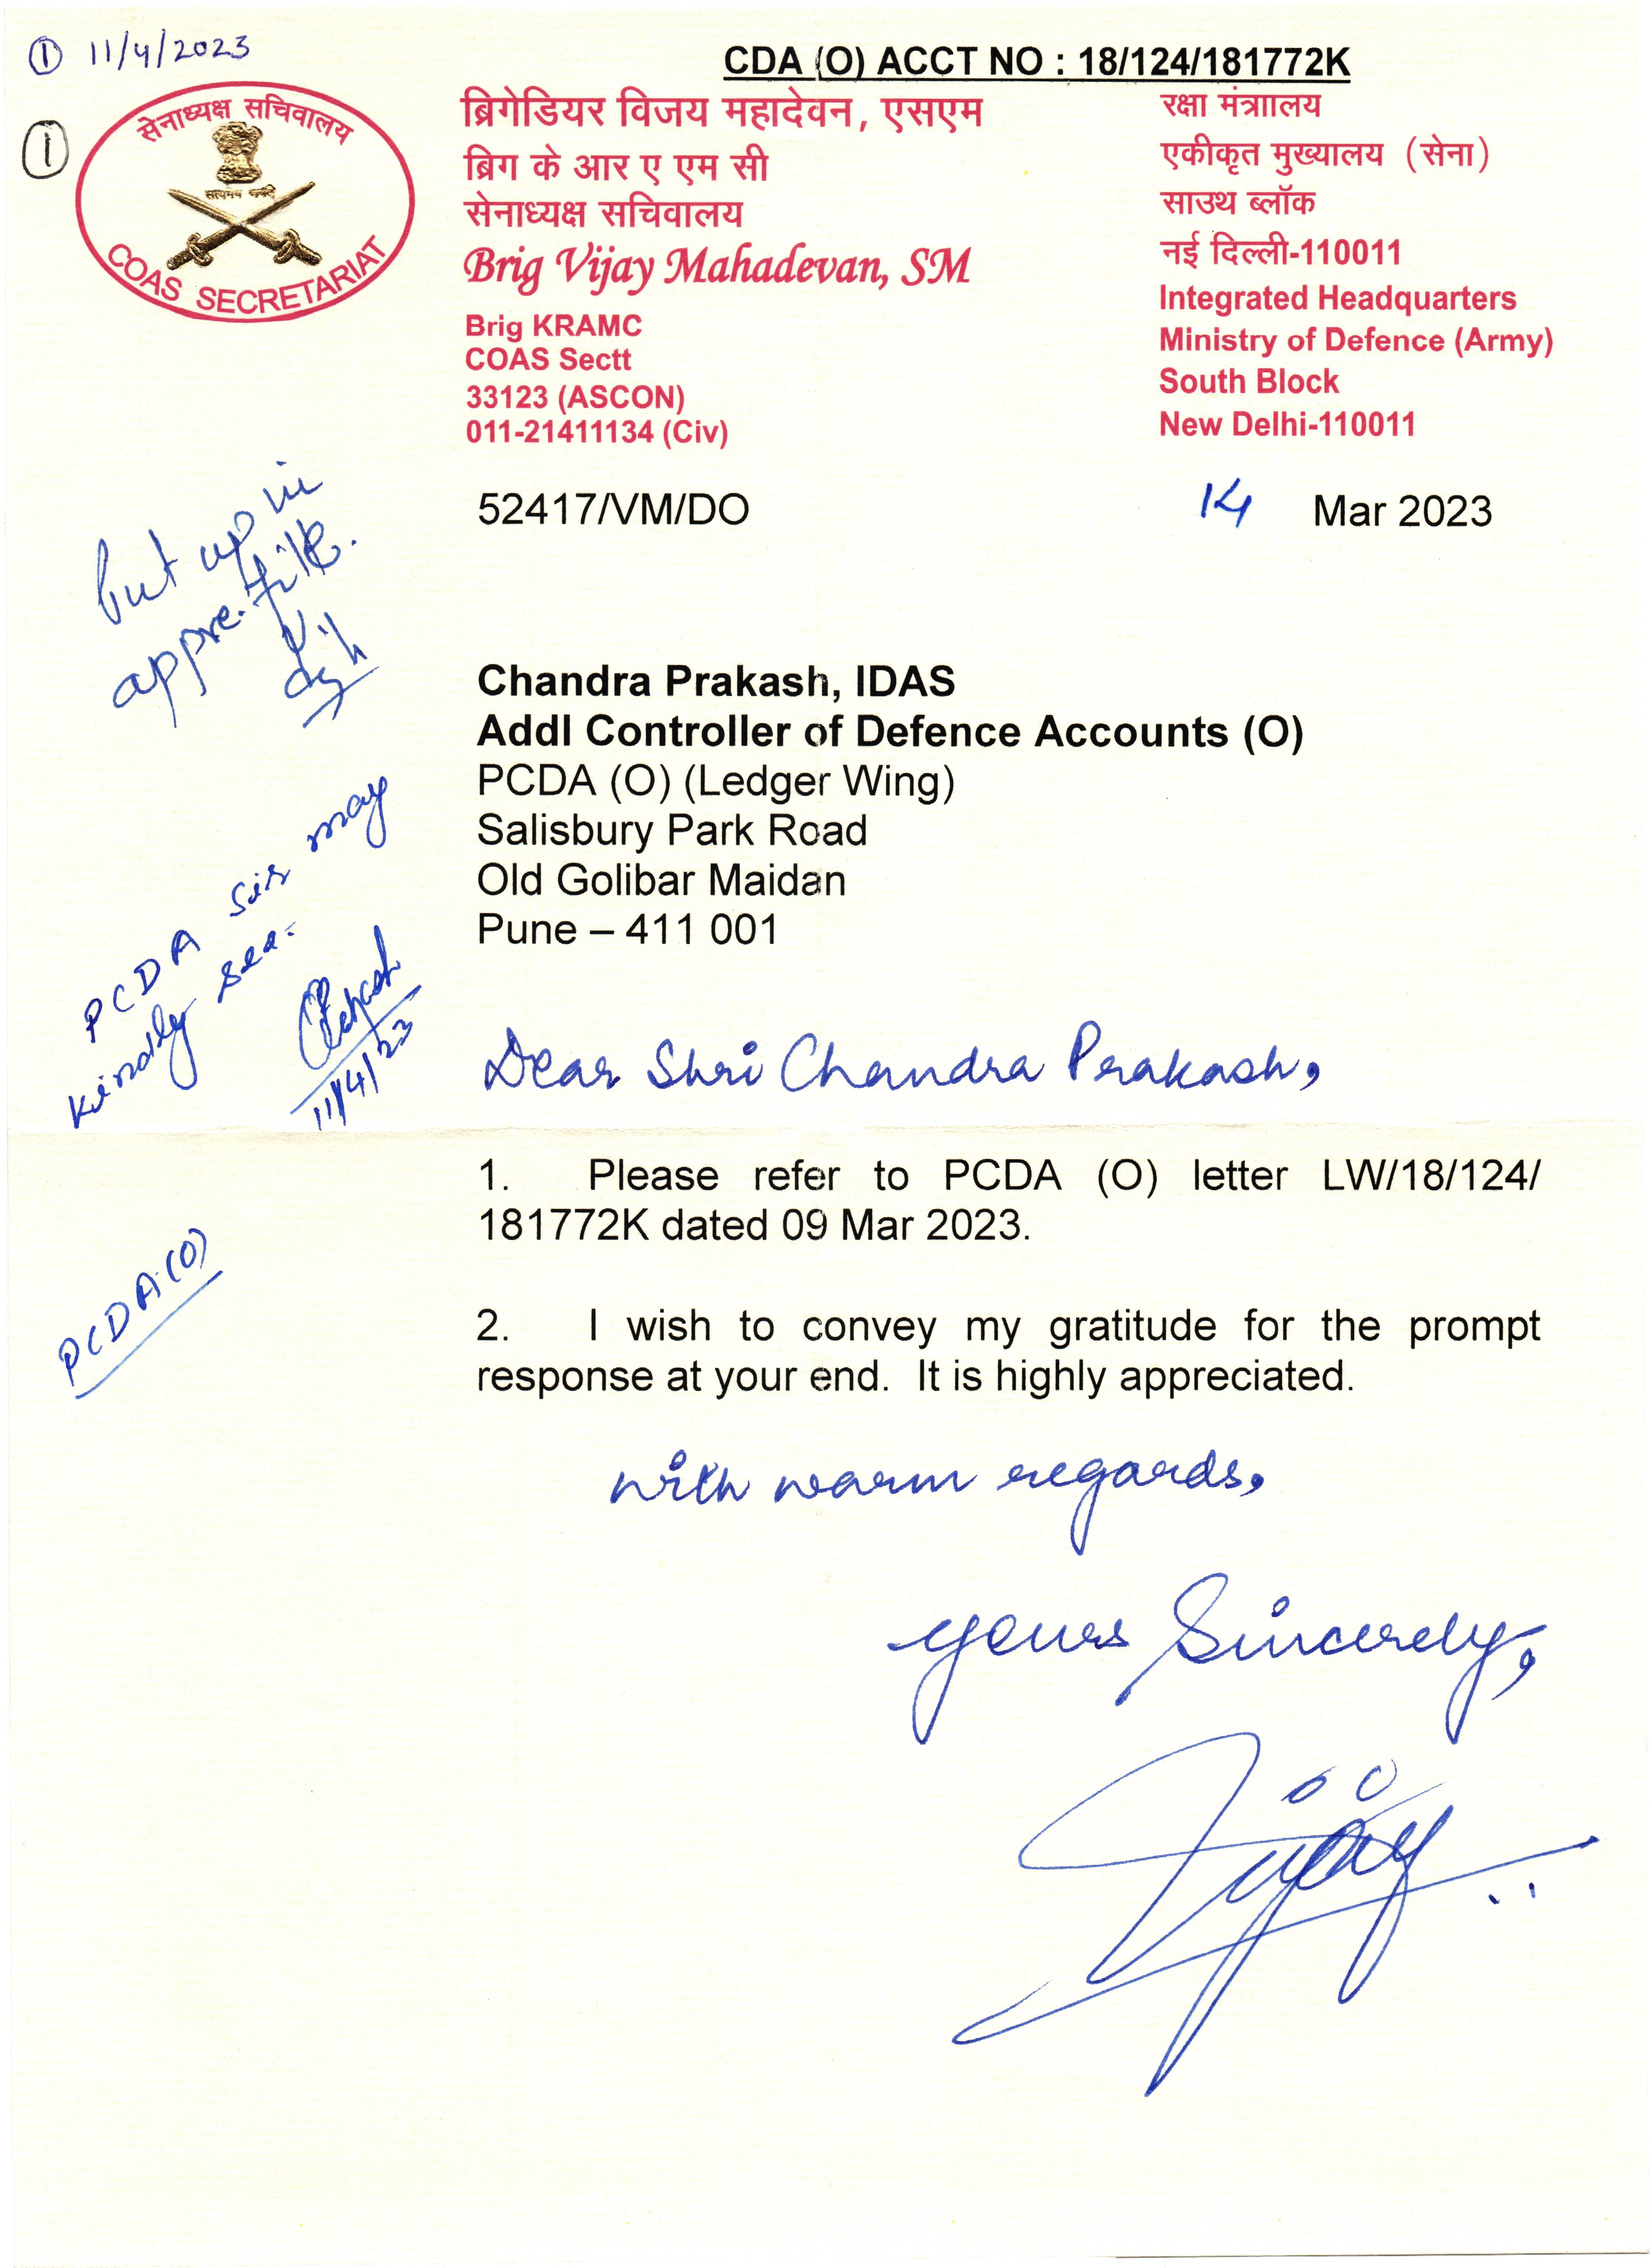 ① 11/4/2023
CDA (O) ACCT NO : 18/124/181772K
①
सेनाध्यक्ष सचिवालय
सत्यमेव जयते
COAS SECRETARIAT
ब्रिगेडियर विजय महादेवन, एसएम
ब्रिग के आर ए एम सी
सेनाध्यक्ष सचिवालय
Brig Vijay Mahadevan, SM
Brig KRAMC
COAS Sectt
33123 (ASCON)
011-21411134 (Civ)
रक्षा मंत्राालय
एकीकृत मुख्यालय (सेना)
साउथ ब्लॉक
नई दिल्ली-110011
Integrated Headquarters
Ministry of Defence (Army)
South Block
New Delhi-110011
52417/VM/DO
14 Mar 2023
put up in
appre. file.
Chandra Prakash, IDAS
Addl Controller of Defence Accounts (O)
PCDA (O) (Ledger Wing)
Salisbury Park Road
Old Golibar Maidan
Pune – 411 001
PCDA Sir may
kindly see.
11/4/23
Dear Shri Chandra Prakash,
1. Please refer to PCDA (O) letter LW/18/124/
181772K dated 09 Mar 2023.
PCDA(O)
2. I wish to convey my gratitude for the prompt
response at your end. It is highly appreciated.
with warm regards,
yours Sincerely,
Vijay